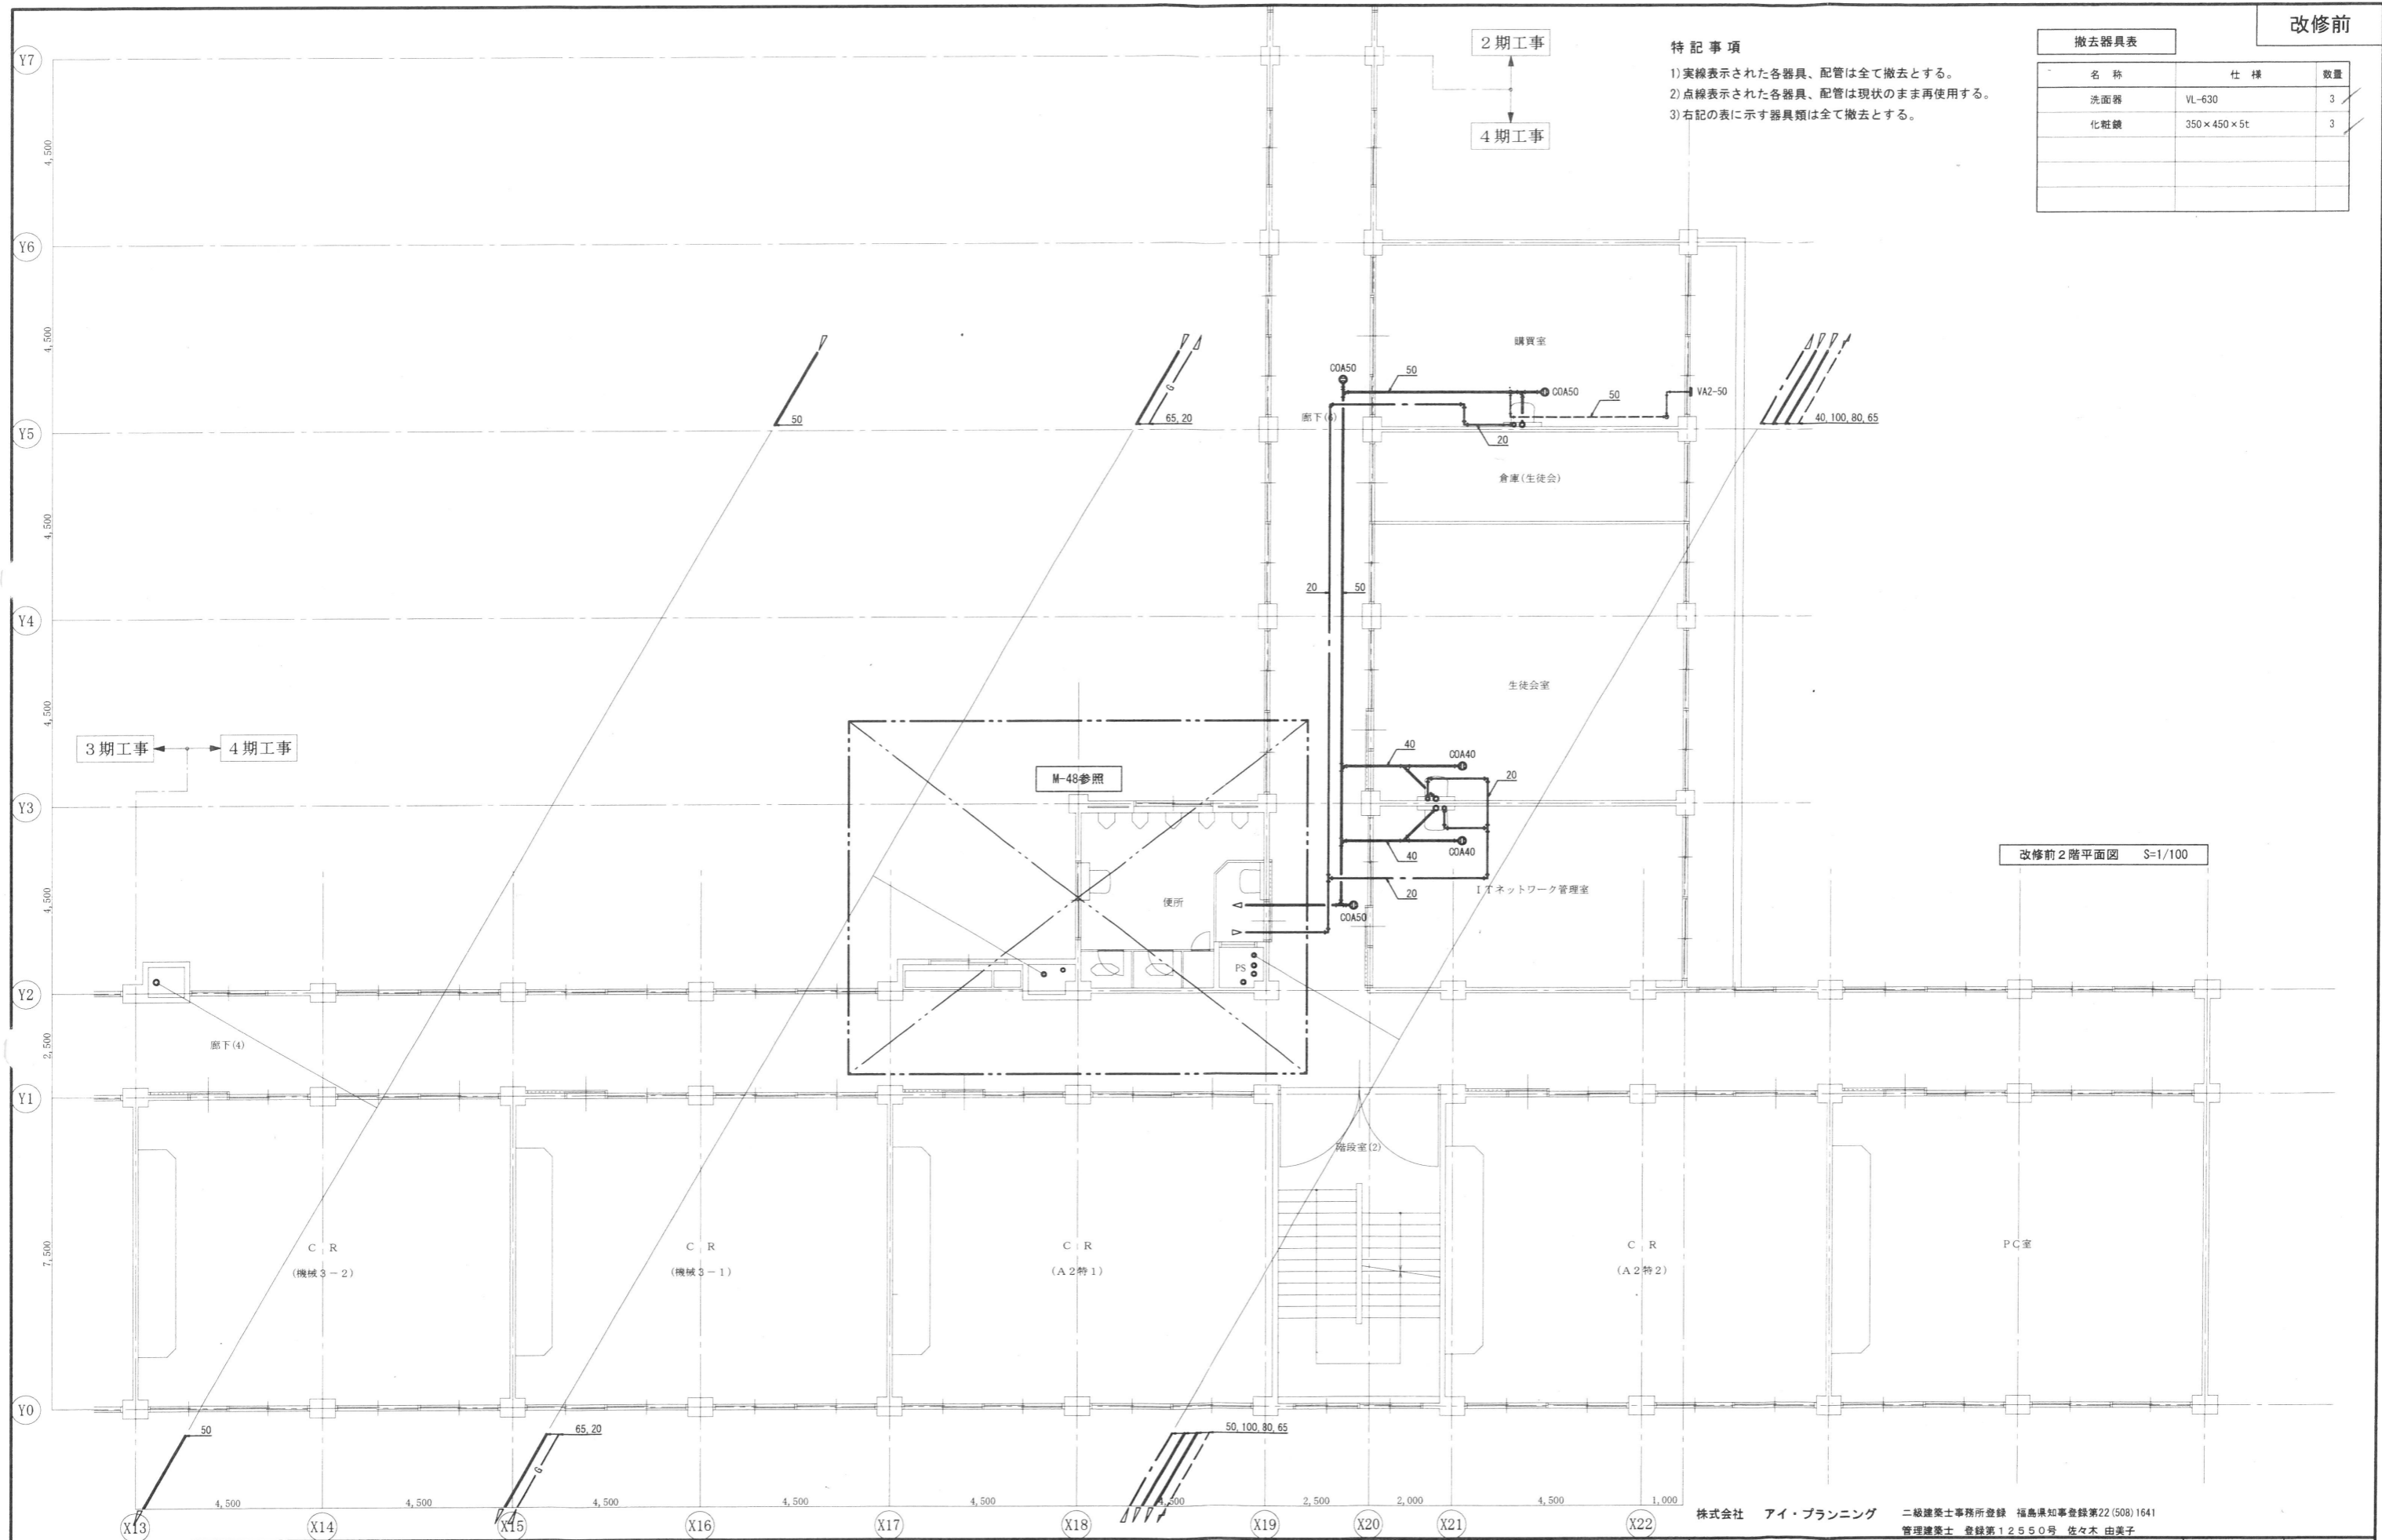 改修前
2期工事
4期工事
特記事項
1)実線表示された各器具、配管は全て撤去とする。
2)点線表示された各器具、配管は現状のまま再使用する。
3)右記の表に示す器具類は全て撤去とする。
撤去器具表
名 称 仕 様 数量
洗面器 VL-630 3
化粧鏡 350×450×5t 3
Y7
4,500
Y6
4,500
Y5
4,500
Y4
4,500
Y3
4,500
Y2
2,500
Y1
7,500
Y0
50
G
65, 20
40, 100, 80, 65
購買室
COA50
50
COA50
50
VA2-50
廊下(6)
20
倉庫(生徒会)
20
50
生徒会室
3期工事
4期工事
M-48参照
40
COA40
20
COA40
40
20
ITネットワーク管理室
COA50
便所
PS
改修前2階平面図 S=1/100
廊下(4)
階段室(2)
C R
(機械3-2)
C R
(機械3-1)
C R
(A2特1)
C R
(A2特2)
PC室
50
65, 20
G
50, 100, 80, 65
4,500
4,500
4,500
4,500
4,500
4,500
2,500
2,000
4,500
1,000
X13
X14
X15
X16
X17
X18
X19
X20
X21
X22
株式会社 アイ・プランニング
二級建築士事務所登録 福島県知事登録第22(508)1641
管理建築士 登録第12550号 佐々木 由美子